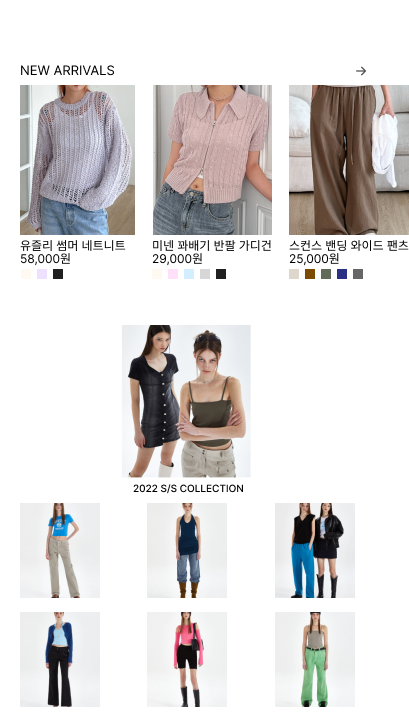 NEW ARRIVALS
유즐리 썸머 네트니트
58,000원
미넨 꽈배기 반팔 가디건
29,000원
스컨스 밴딩 와이드 팬츠
25,000원
2022 S/S COLLECTION